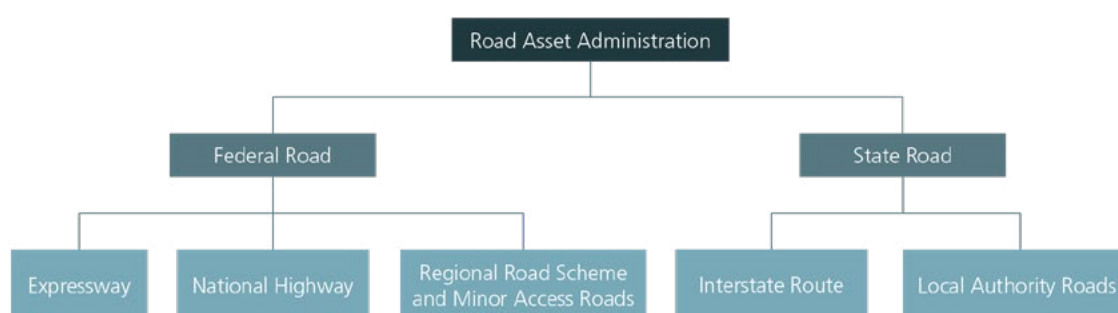 Road Asset Administration
Federal Road
State Road
Expressway
National Highway
Regional Road Scheme
and Minor Access Roads
Interstate Route
Local Authority Roads